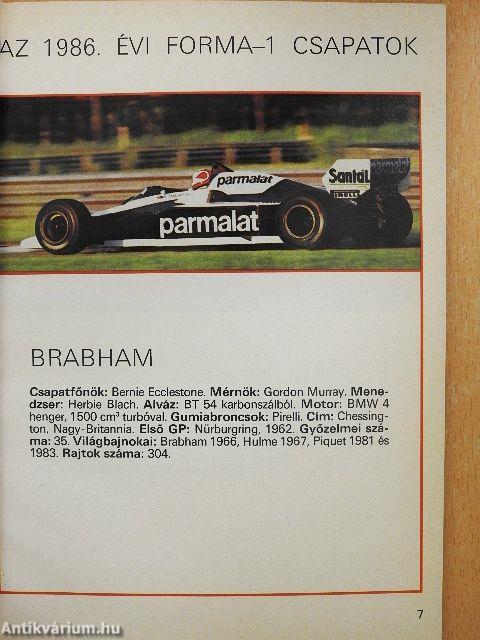 AZ 1986. ÉVI FORMA–1 CSAPATOK
parmalat
Santál
parmalat
PIRELLI
parmalat
BRABHAM
Csapatfőnök: Bernie Ecclestone. Mérnök: Gordon Murray. Mene-
dzser: Herbie Blach. Alváz: BT 54 karbonszálból. Motor: BMW 4
henger, 1500 cm³ turbóval. Gumiabroncsok: Pirelli. Cím: Chessing-
ton, Nagy-Britannia. Első GP: Nürburgring, 1962. Győzelmei szá-
ma: 35. Világbajnokai: Brabham 1966, Hulme 1967, Piquet 1981 és
1983. Rajtok száma: 304.
7
Antikvárium.hu